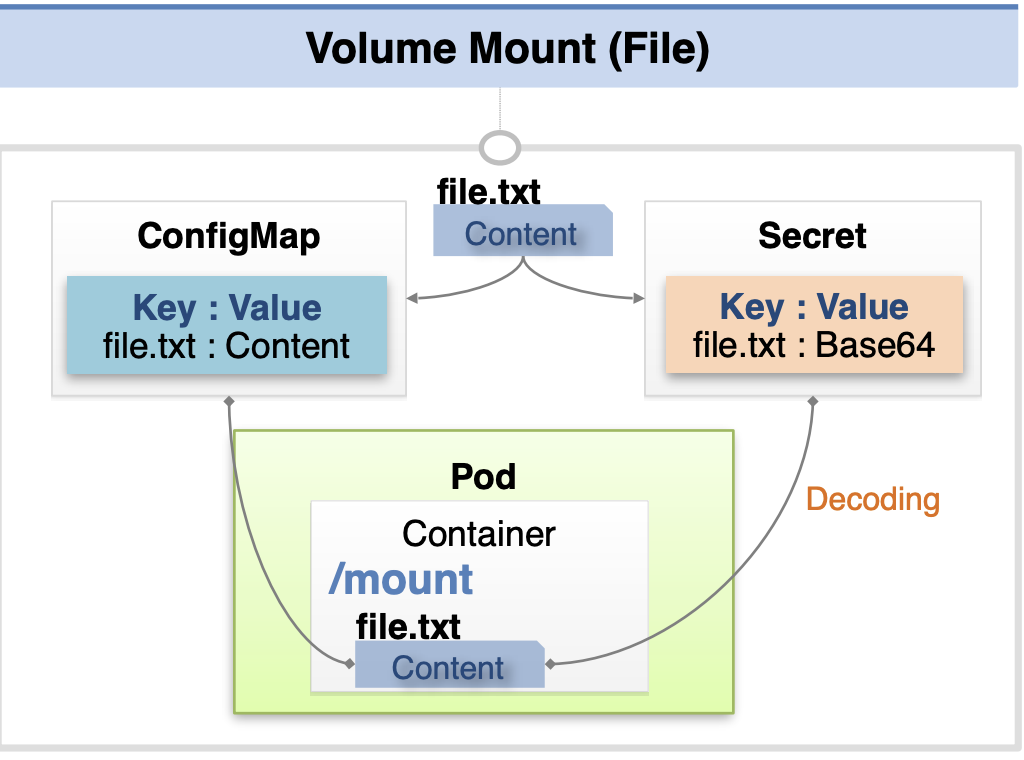 Volume Mount (File)
file.txt
Content
ConfigMap
Key : Value
file.txt : Content
Secret
Key : Value
file.txt : Base64
Pod
Container
/mount
file.txt
Content
Decoding